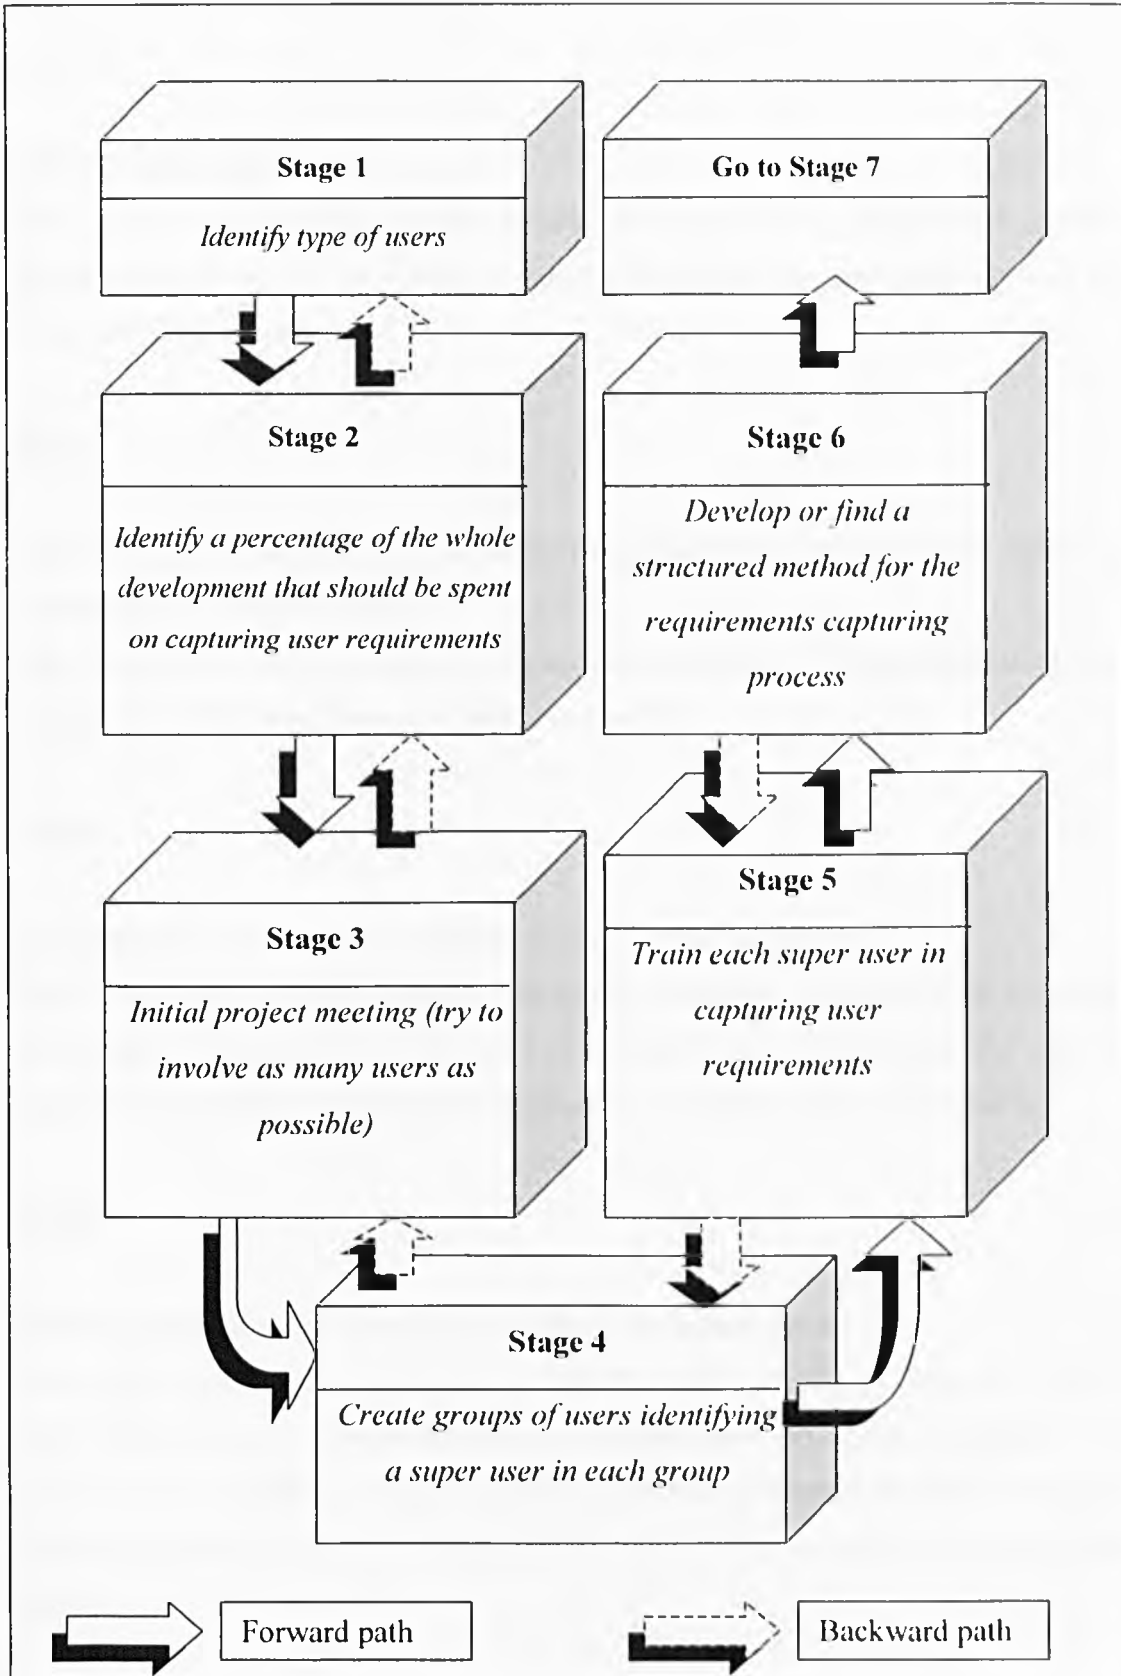 Stage 1
Identify type of users
Stage 2
Identify a percentage of the whole
development that should be spent
on capturing user requirements
Stage 3
Initial project meeting (try to
involve as many users as
possible)
Stage 4
Create groups of users identifying
a super user in each group
Stage 5
Train each super user in
capturing user
requirements
Stage 6
Develop or find a
structured method for the
requirements capturing
process
Go to Stage 7
Forward path
Backward path